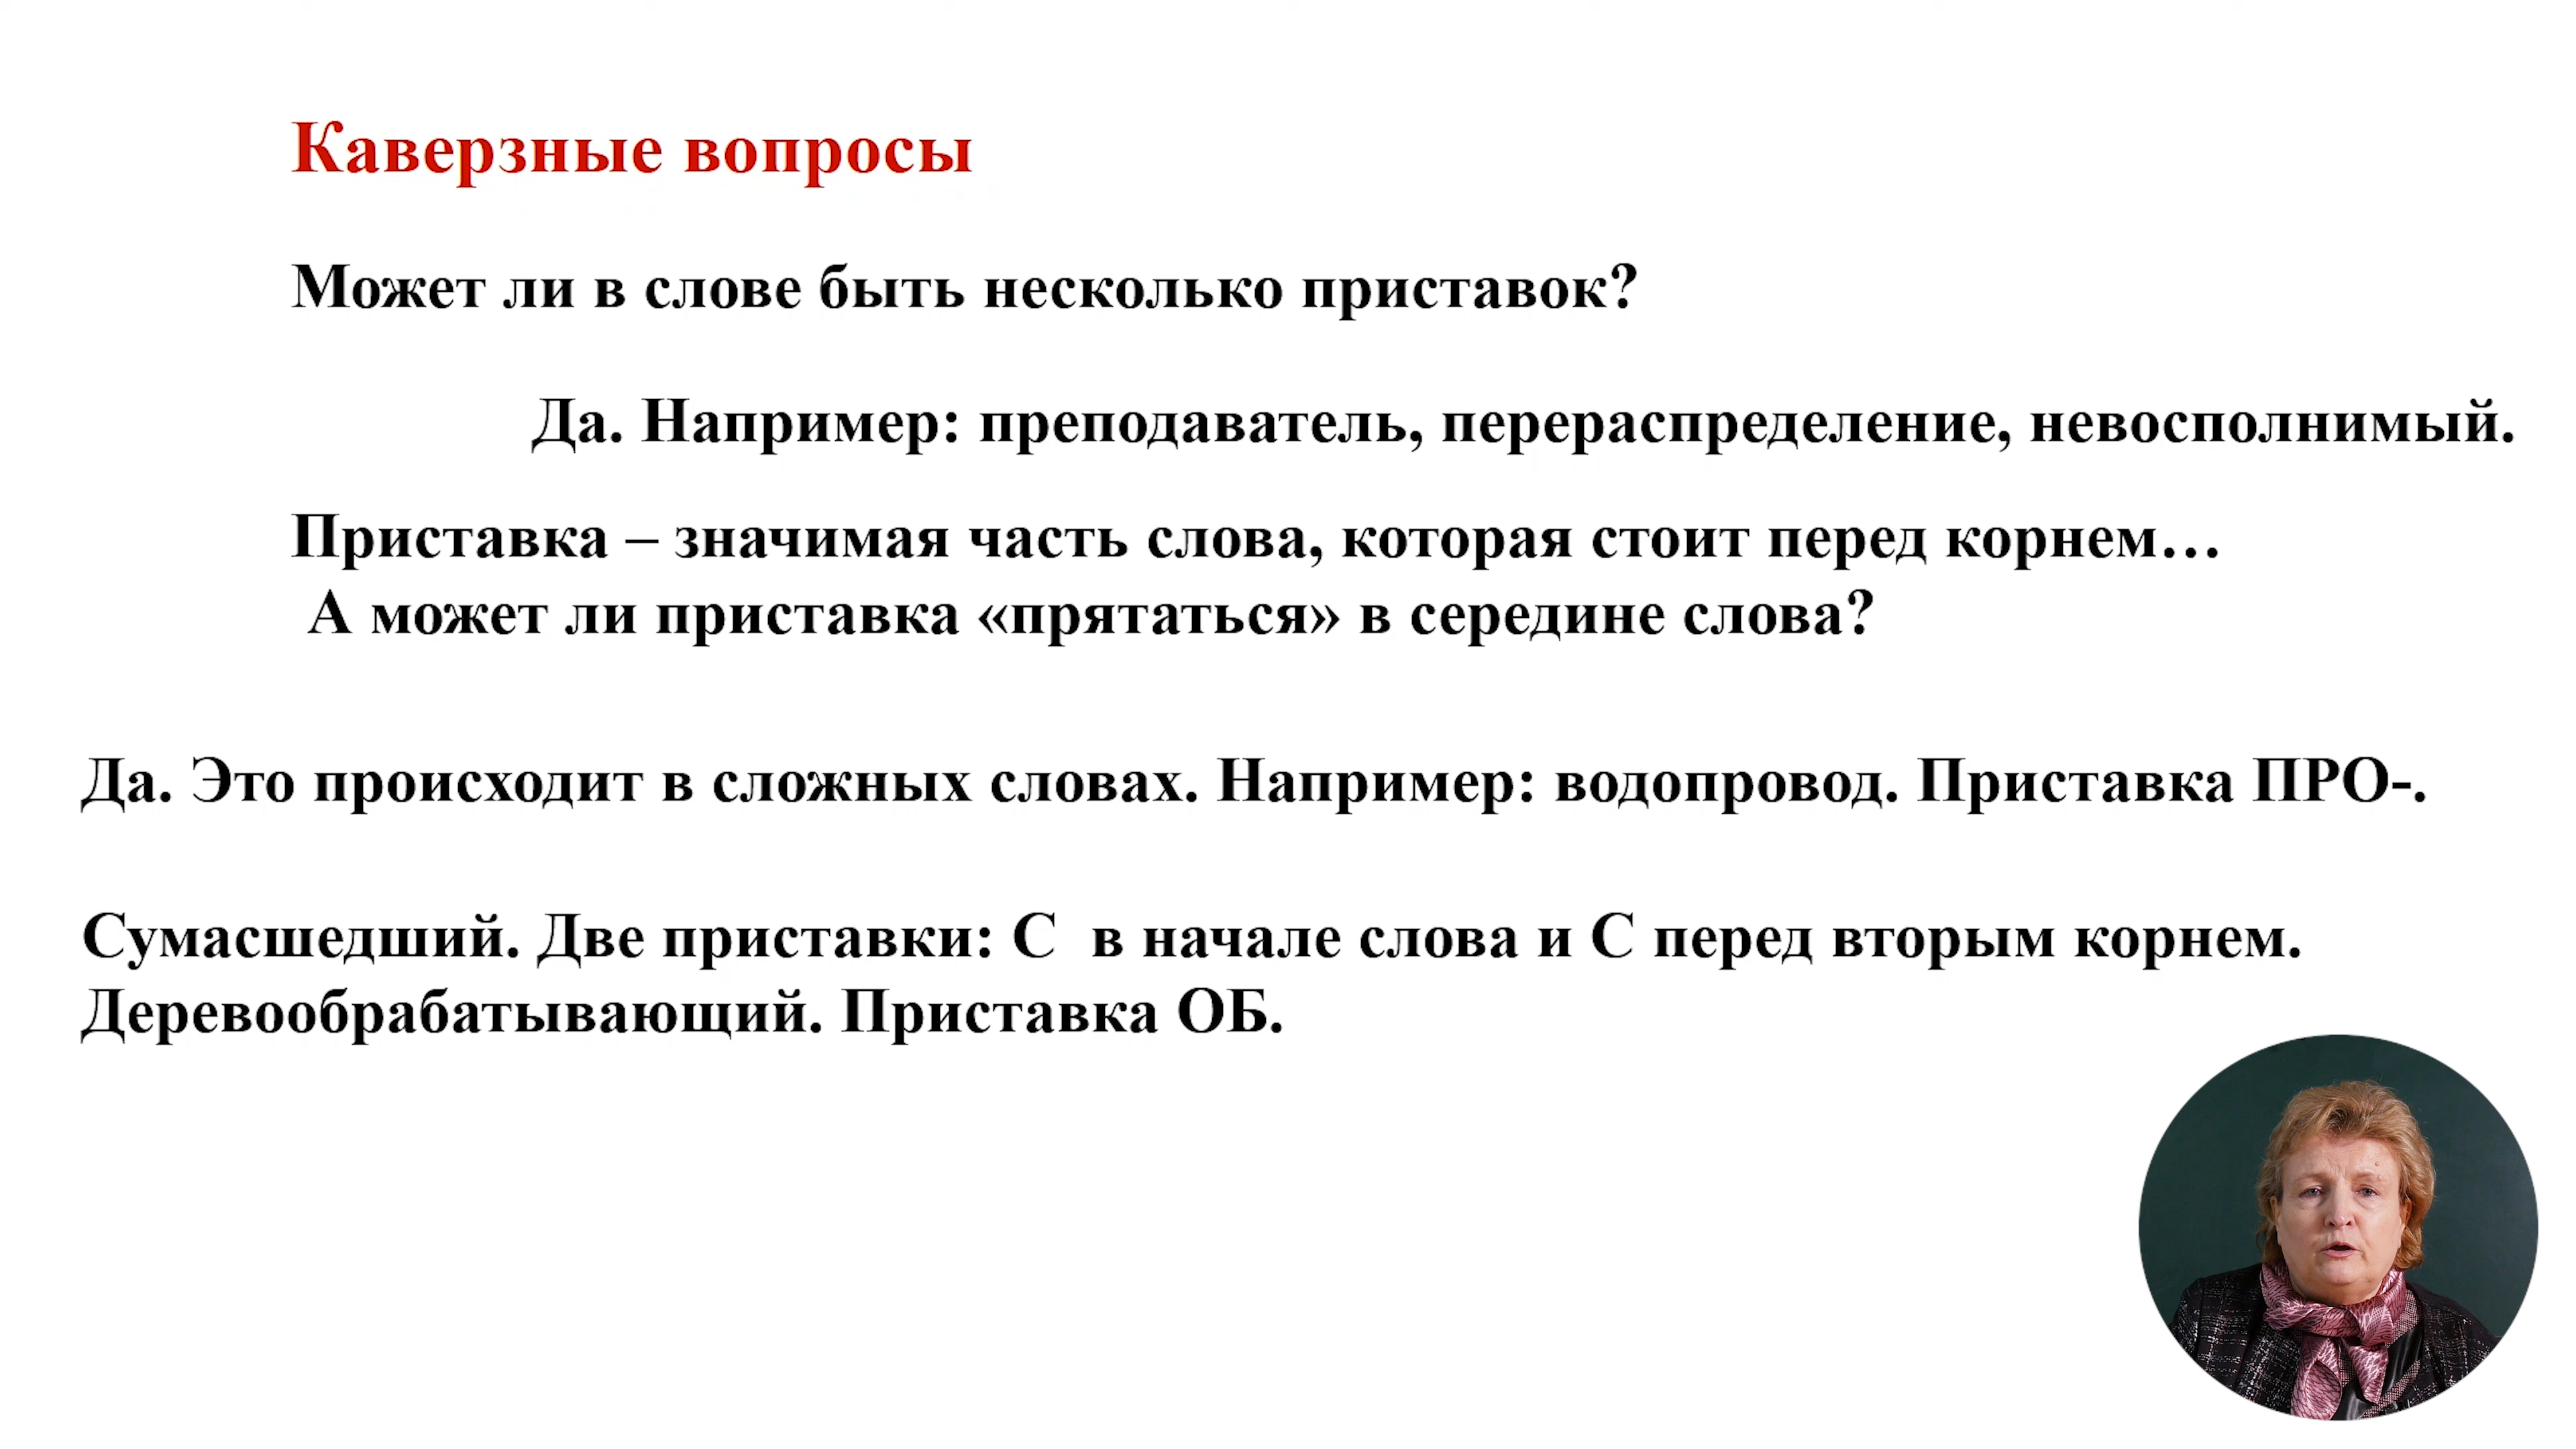 Каверзные вопросы
Может ли в слове быть несколько приставок?
Да. Например: преподаватель, перераспределение, невосполнимый.
Приставка – значимая часть слова, которая стоит перед корнем…
А может ли приставка «прятаться» в середине слова?
Да. Это происходит в сложных словах. Например: водопровод. Приставка ПРО-.
Сумасшедший. Две приставки: С в начале слова и С перед вторым корнем.
Деревообрабатывающий. Приставка ОБ.